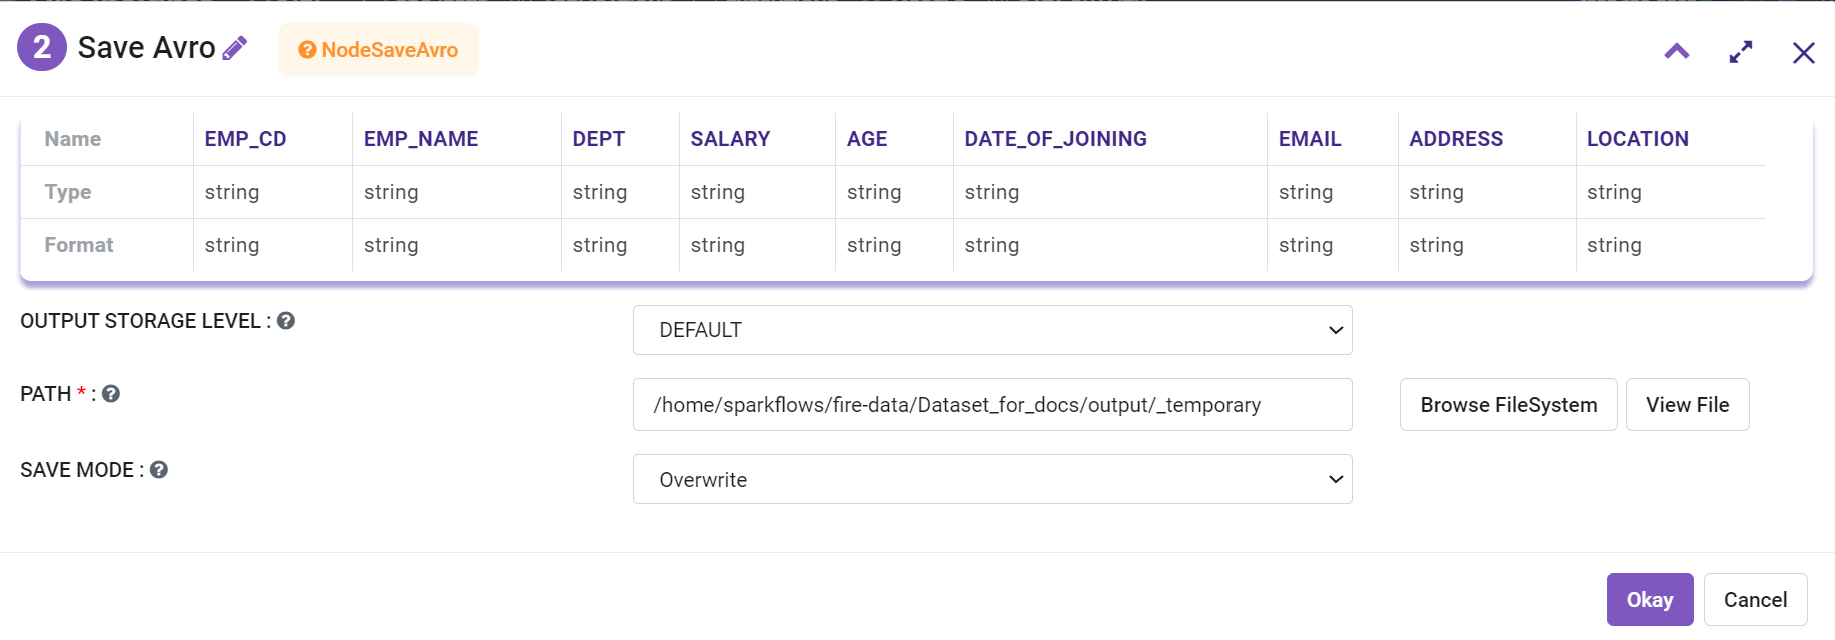 2 Save Avro NodeSaveAvro
Name EMP_CD EMP_NAME DEPT SALARY AGE DATE_OF_JOINING EMAIL ADDRESS LOCATION
Type string string string string string string string string string
Format string string string string string string string string string
OUTPUT STORAGE LEVEL : DEFAULT
PATH * : /home/sparkflows/fire-data/Dataset_for_docs/output/_temporary Browse FileSystem View File
SAVE MODE : Overwrite
Okay Cancel